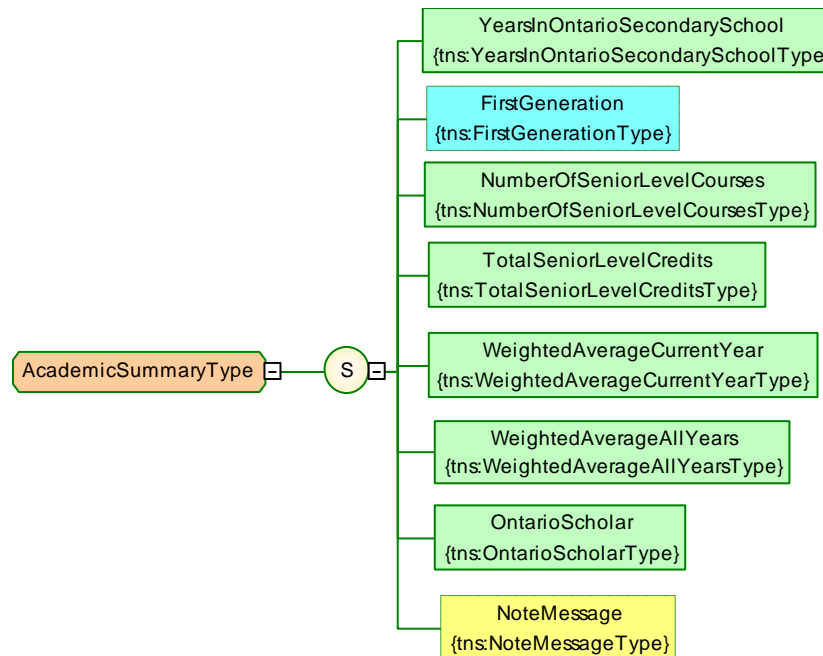 YearsInOntarioSecondarySchool
{tns:YearsInOntarioSecondarySchoolType
FirstGeneration
{tns:FirstGenerationType}
NumberOfSeniorLevelCourses
{tns:NumberOfSeniorLevelCoursesType}
TotalSeniorLevelCredits
{tns:TotalSeniorLevelCreditsType}
AcademicSummaryType
S
WeightedAverageCurrentYear
{tns:WeightedAverageCurrentYearType}
WeightedAverageAllYears
{tns:WeightedAverageAllYearsType}
OntarioScholar
{tns:OntarioScholarType}
NoteMessage
{tns:NoteMessageType}